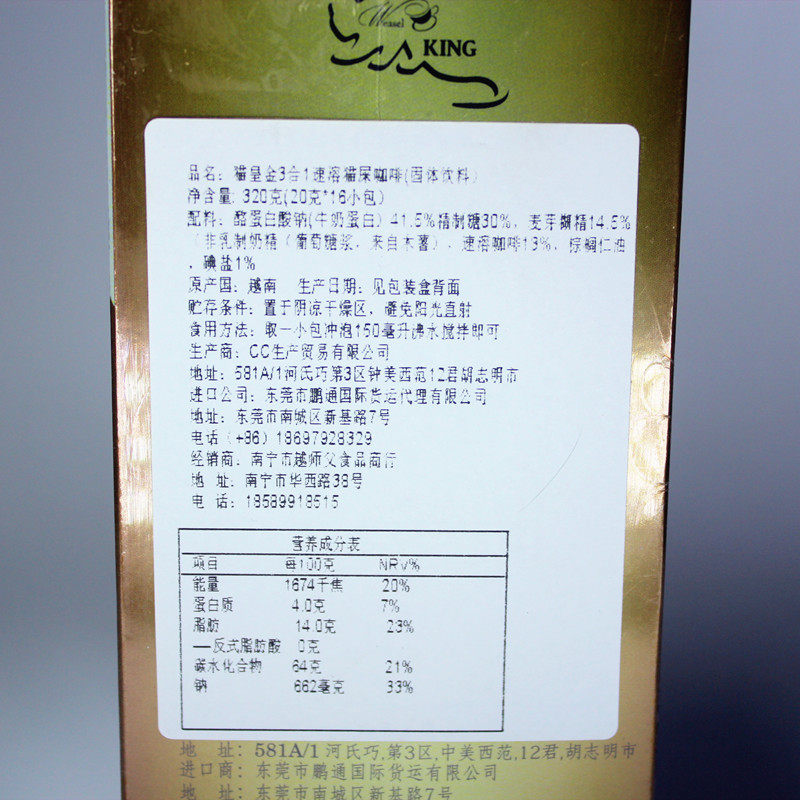 Weasel
KING
品名：猫皇金3合1速溶猫屎咖啡(固体饮料)
净含量: 320克(20克*16小包)
配料：酪蛋白酸钠(牛奶蛋白) 41.5%精制糖30%，麦芽糊精14.5%
（非乳制奶精（葡萄糖浆，来自木薯），速溶咖啡13%，棕榈仁油
，碘盐1%
原产国：越南 生产日期：见包装盒背面
贮存条件：置于阴凉干燥区，避免阳光直射
食用方法：取一小包冲泡150毫升沸水搅拌即可
生产商：CC生产贸易有限公司
地址：581A/1河氏巧第3区钟美西范12君胡志明市
进口公司：东莞市鹏通国际货运代理有限公司
地址：东莞市南城区新基路7号
电话（+86）18697928329
经销商：南宁市越师父食品商行
地 址：南宁市华西路38号
电 话：18589918515
营养成分表
项目 每100克 NRV%
能量 1674千焦 20%
蛋白质 4.0克 7%
脂肪 14.0克 23%
—反式脂肪酸 0克
碳水化合物 64克 21%
钠 662毫克 33%
地 址：581A/1 河氏巧,第3区,中美西范,12君,胡志明市
进口商：东莞市鹏通国际货运有限公司
地 址：东莞市南城区新基路7号